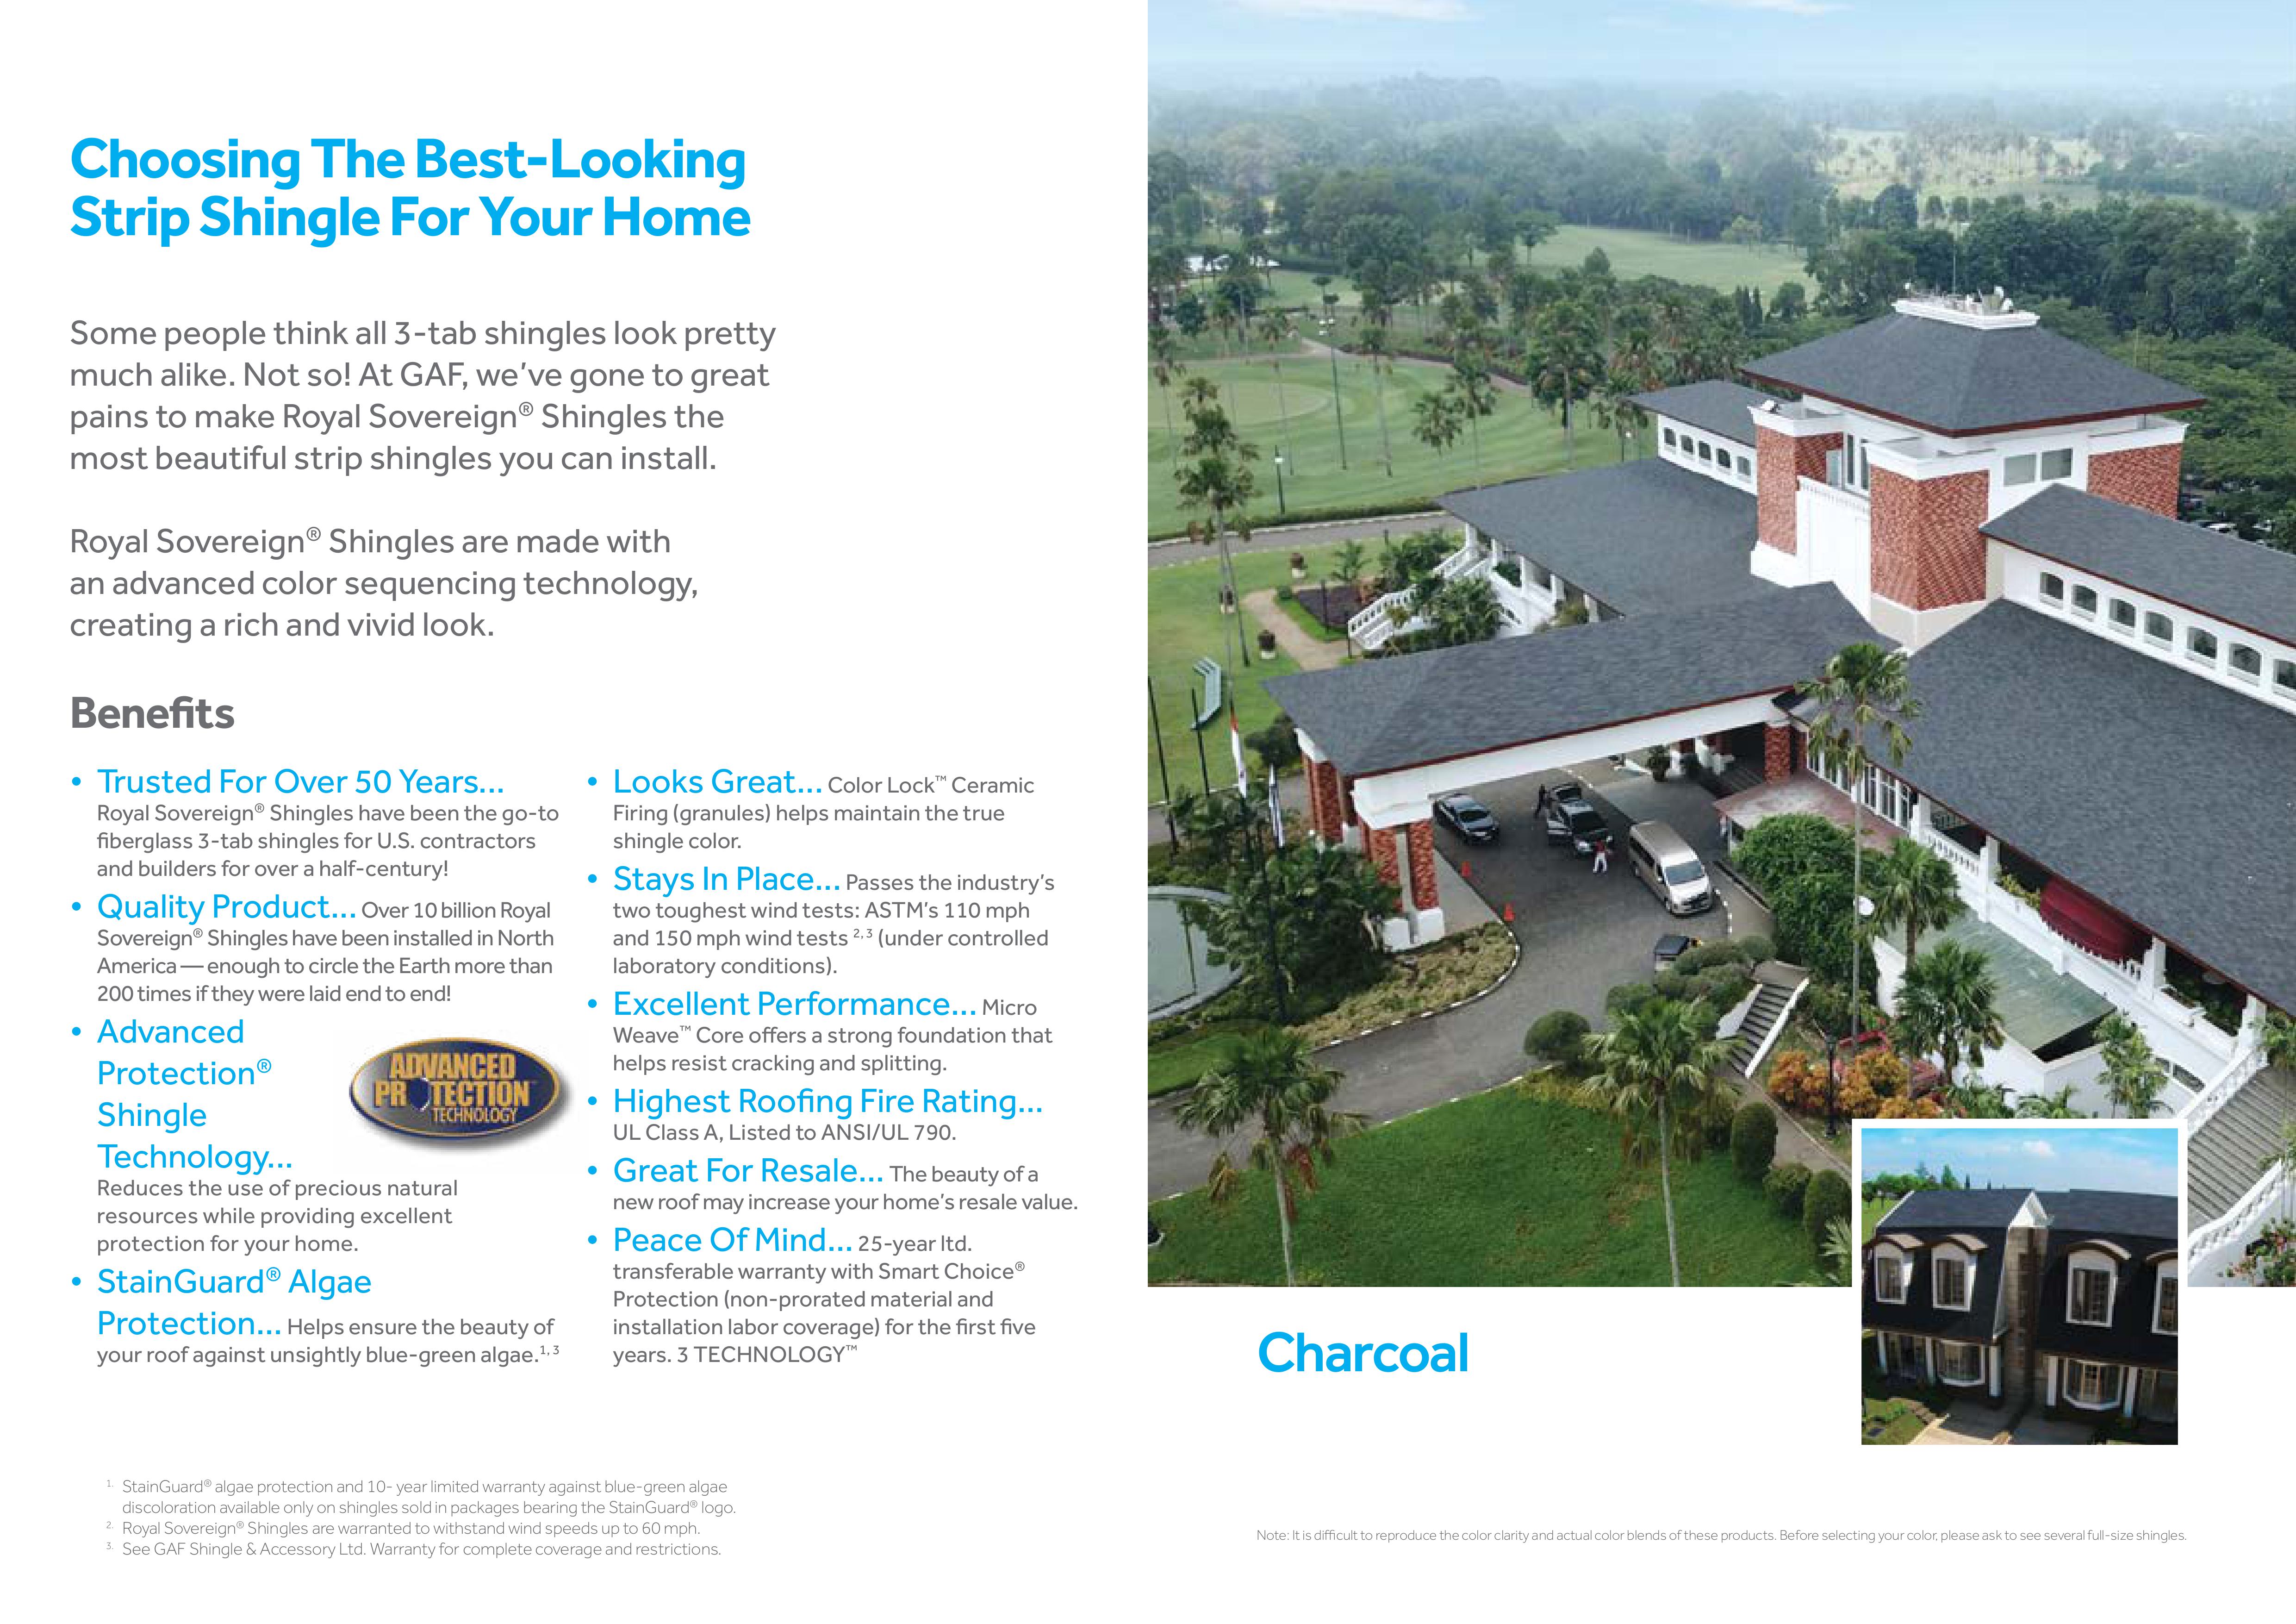 Choosing The Best-Looking
Strip Shingle For Your Home
Some people think all 3-tab shingles look pretty
much alike. Not so! At GAF, we've gone to great
pains to make Royal Sovereign® Shingles the
most beautiful strip shingles you can install.
Royal Sovereign® Shingles are made with
an advanced color sequencing technology,
creating a rich and vivid look.
Benefits
• Trusted For Over 50 Years...
Royal Sovereign® Shingles have been the go-to
fiberglass 3-tab shingles for U.S. contractors
and builders for over a half-century!
• Quality Product... Over 10 billion Royal
Sovereign® Shingles have been installed in North
America — enough to circle the Earth more than
200 times if they were laid end to end!
• Advanced
Protection®
Shingle
Technology...
Reduces the use of precious natural
resources while providing excellent
protection for your home.
ADVANCED
PROTECTION™
TECHNOLOGY
• StainGuard® Algae
Protection... Helps ensure the beauty of
your roof against unsightly blue-green algae.1,3
• Looks Great... Color Lock™ Ceramic
Firing (granules) helps maintain the true
shingle color.
• Stays In Place... Passes the industry's
two toughest wind tests: ASTM's 110 mph
and 150 mph wind tests 2,3 (under controlled
laboratory conditions).
• Excellent Performance... Micro
Weave™ Core offers a strong foundation that
helps resist cracking and splitting.
• Highest Roofing Fire Rating...
UL Class A, Listed to ANSI/UL 790.
• Great For Resale... The beauty of a
new roof may increase your home's resale value.
• Peace Of Mind... 25-year ltd.
transferable warranty with Smart Choice®
Protection (non-prorated material and
installation labor coverage) for the first five
years. 3 TECHNOLOGY™
1. StainGuard® algae protection and 10- year limited warranty against blue-green algae
discoloration available only on shingles sold in packages bearing the StainGuard® logo.
2. Royal Sovereign® Shingles are warranted to withstand wind speeds up to 60 mph.
3. See GAF Shingle & Accessory Ltd. Warranty for complete coverage and restrictions.
Charcoal
Note: It is difficult to reproduce the color clarity and actual color blends of these products. Before selecting your color, please ask to see several full-size shingles.